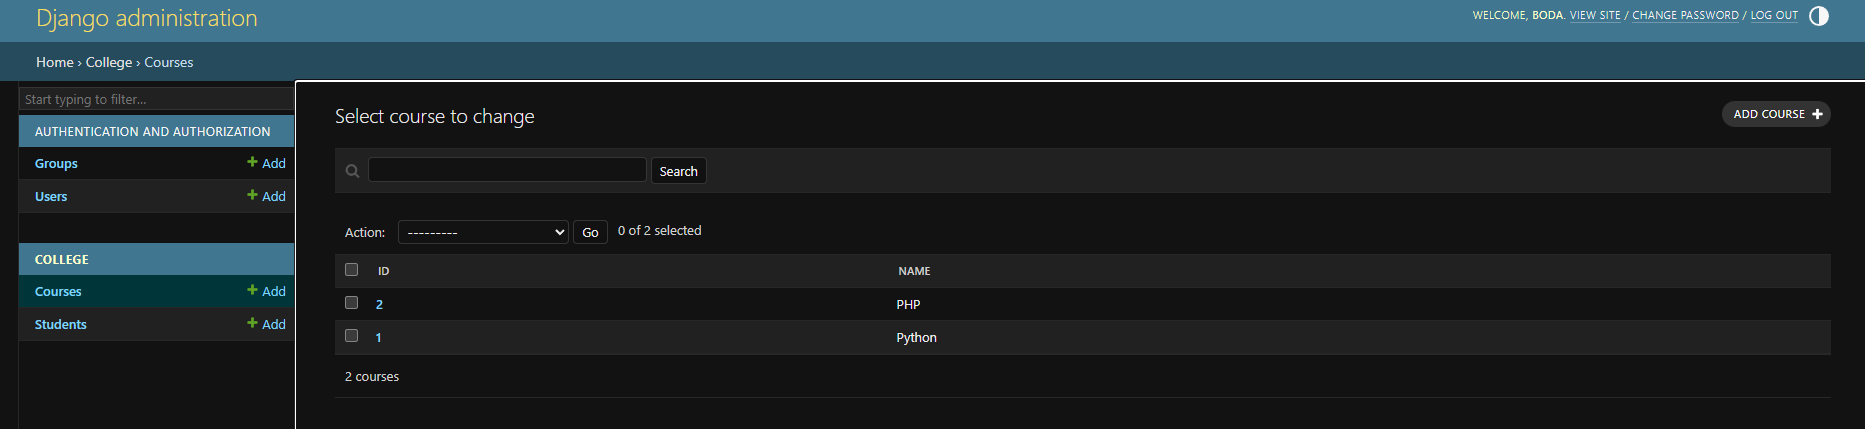 Django administration
WELCOME, BODA. VIEW SITE / CHANGE PASSWORD / LOG OUT
Home › College › Courses
Start typing to filter...
AUTHENTICATION AND AUTHORIZATION
Groups + Add
Users + Add
COLLEGE
Courses + Add
Students + Add
Select course to change
ADD COURSE +
Search
Action: --------- Go 0 of 2 selected
ID NAME
2 PHP
1 Python
2 courses